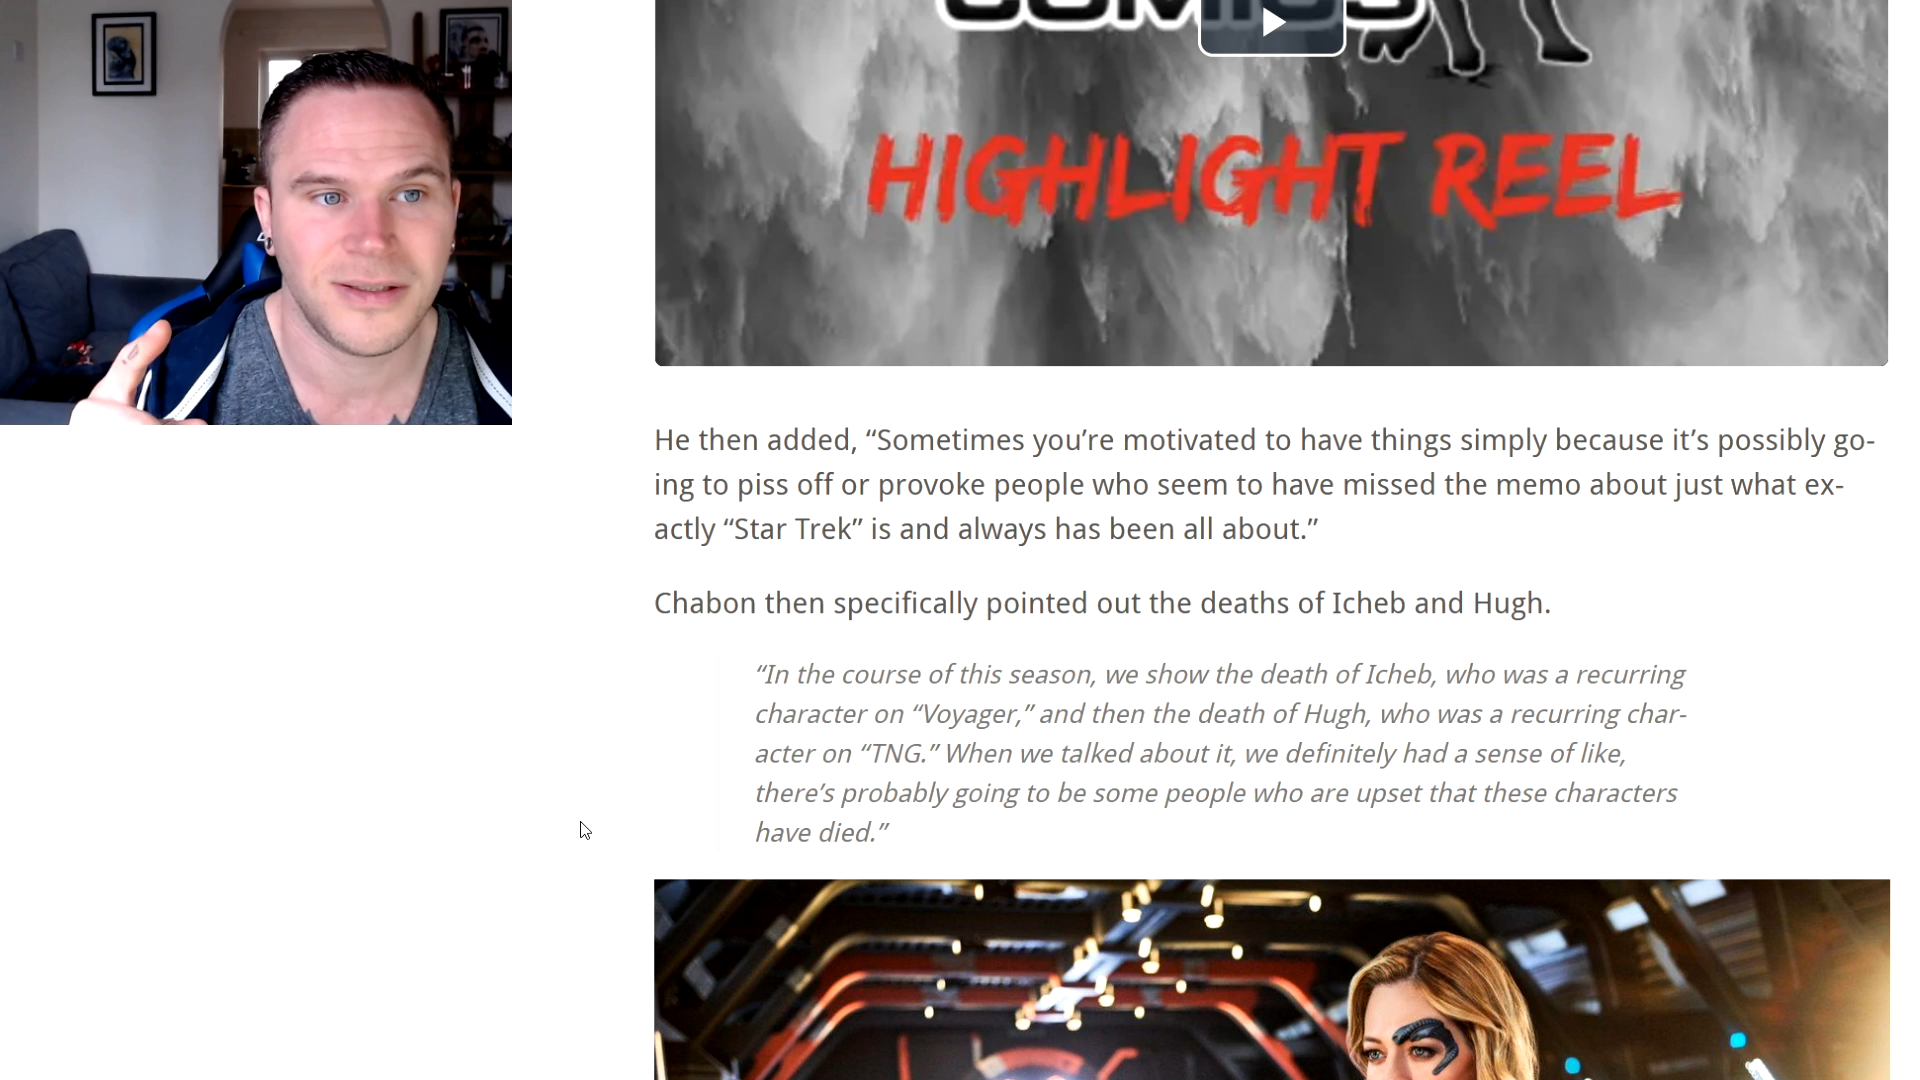 COMICS
HIGHLIGHT REEL
He then added, “Sometimes you’re motivated to have things simply because it’s possibly go-
ing to piss off or provoke people who seem to have missed the memo about just what ex-
actly “Star Trek” is and always has been all about.”
Chabon then specifically pointed out the deaths of Icheb and Hugh.
“In the course of this season, we show the death of Icheb, who was a recurring
character on “Voyager,” and then the death of Hugh, who was a recurring char-
acter on “TNG.” When we talked about it, we definitely had a sense of like,
there’s probably going to be some people who are upset that these characters
have died.”